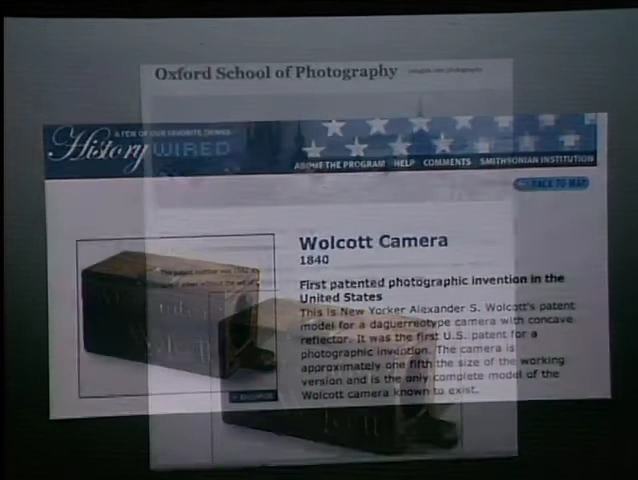 Oxford School of Photography
A FEW OF OUR FAVORITE THINGS
History WIRED
ABOUT THE PROGRAM HELP COMMENTS SMITHSONIAN INSTITUTION
BACK TO MAP
Wolcott Camera
1840
First patented photographic invention in the
United States
This is New Yorker Alexander S. Wolcott's patent
model for a daguerreotype camera with concave
reflector. It was the first U.S. patent for a
photographic invention. The camera is
approximately one fifth the size of the working
version and is the only complete model of the
Wolcott camera known to exist.